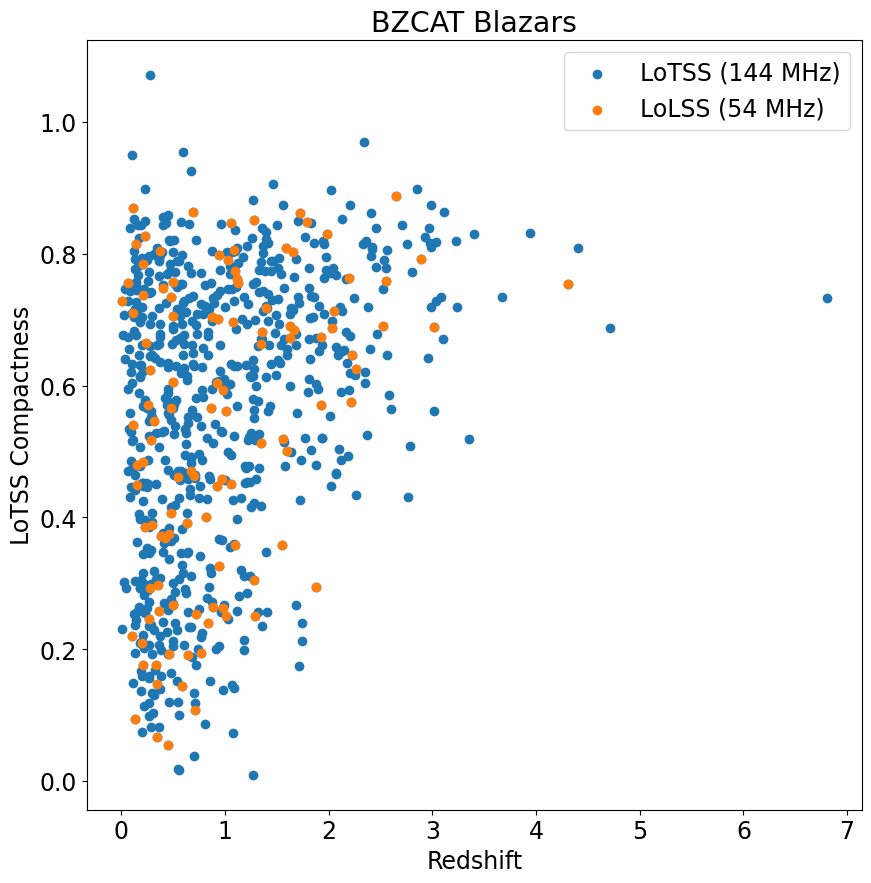 BZCAT Blazars
LoTSS (144 MHz)
LoLSS (54 MHz)
1.0
0.8
0.6
0.4
0.2
0.0
LoTSS Compactness
0 1 2 3 4 5 6 7
Redshift